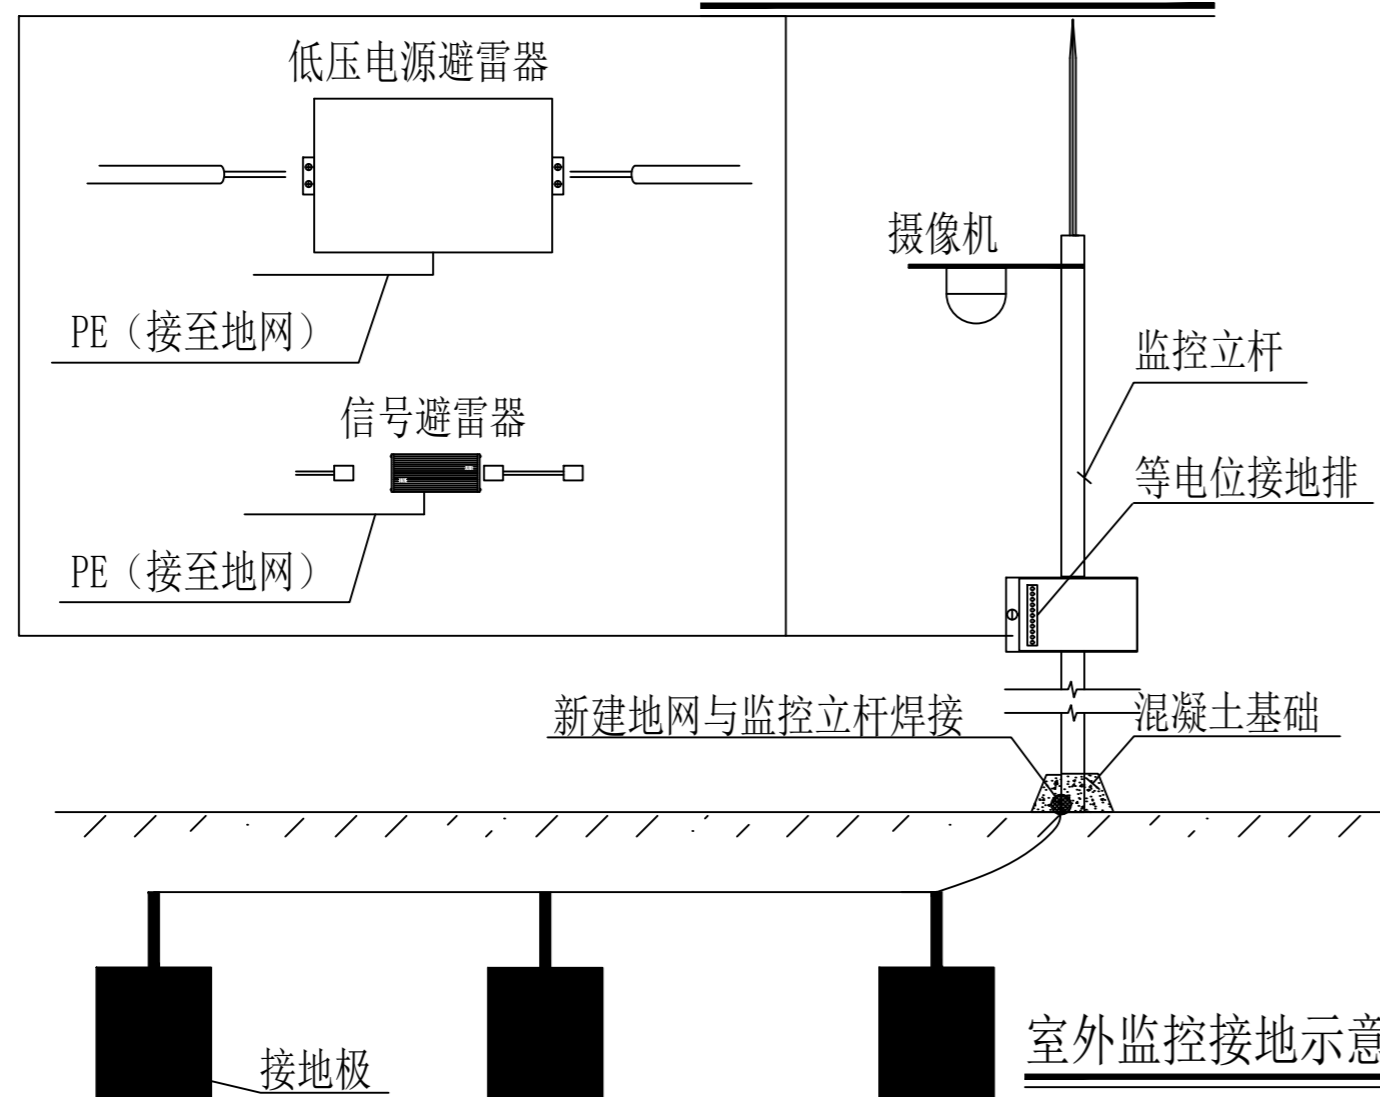 低压电源避雷器
摄像机
PE（接至地网）
监控立杆
信号避雷器
等电位接地排
PE（接至地网）
新建地网与监控立杆焊接
混凝土基础
室外监控接地示意
接地极